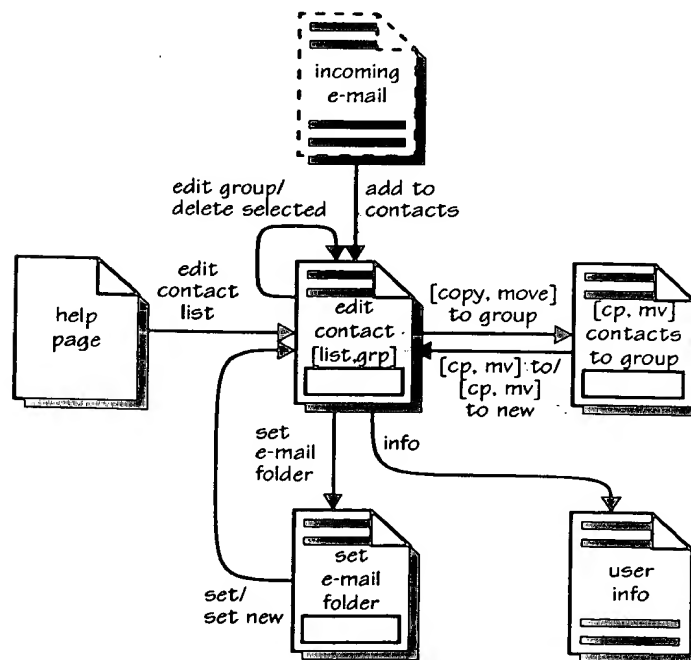 incoming
e-mail
edit group/
delete selected
add to
contacts
edit
contact
list
help
page
edit
contact
[list,grp]
[copy, move]
to group
[cp, mv]
contacts
to group
[cp, mv] to/
[cp, mv]
to new
set
e-mail
folder
info
set
e-mail
folder
set/
set new
user
info